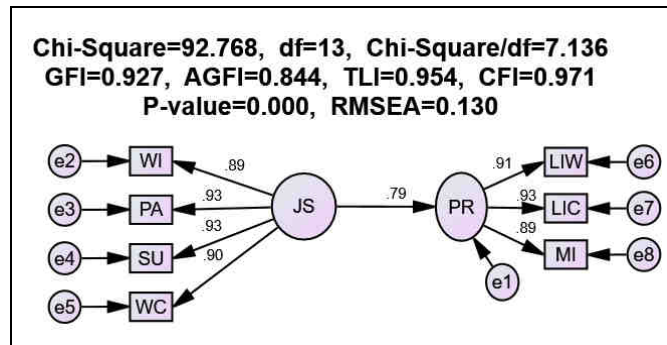 Chi-Square=92.768, df=13, Chi-Square/df=7.136
GFI=0.927, AGFI=0.844, TLI=0.954, CFI=0.971
P-value=0.000, RMSEA=0.130
e2 WI .89 .91 LIW e6
e3 PA .93 JS .79 PR .93 LIC e7
e4 SU .93 .89 MI e8
e5 WC .90 e1